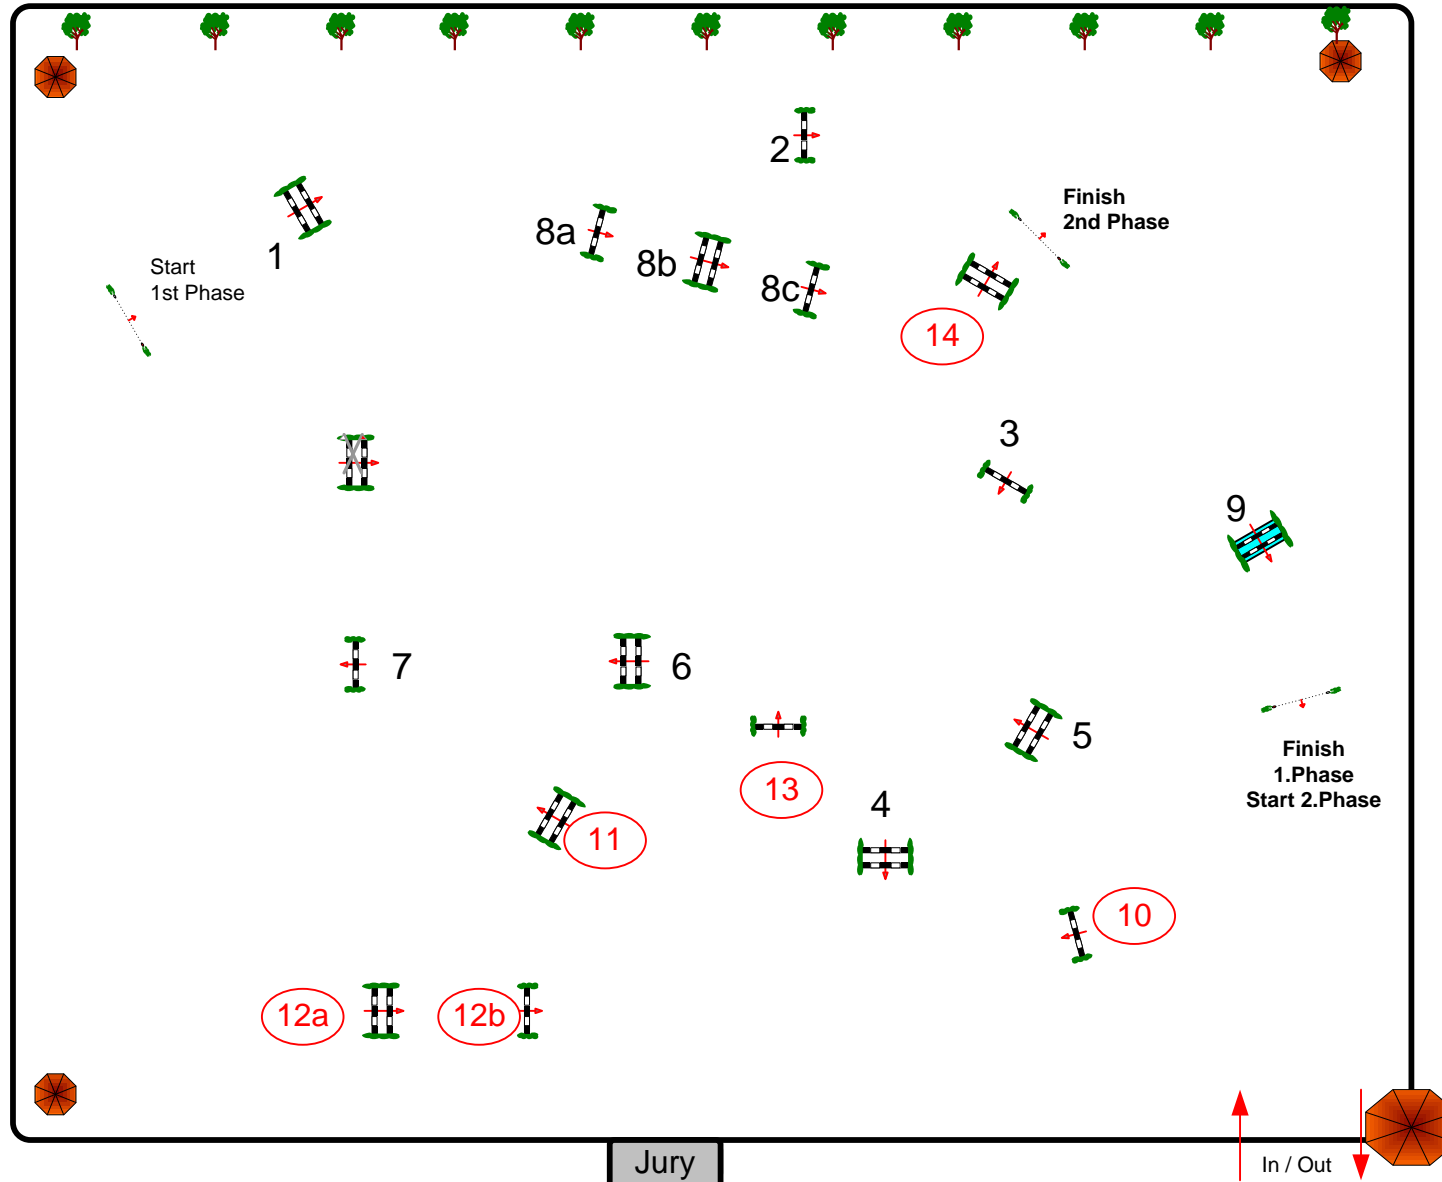 2
Finish
2nd Phase
1
8a
8b
8c
Start
1st Phase
14
3
9
7
6
5
13
4
11
Finish
1.Phase
Start 2.Phase
10
12a
12b
Jury
In / Out